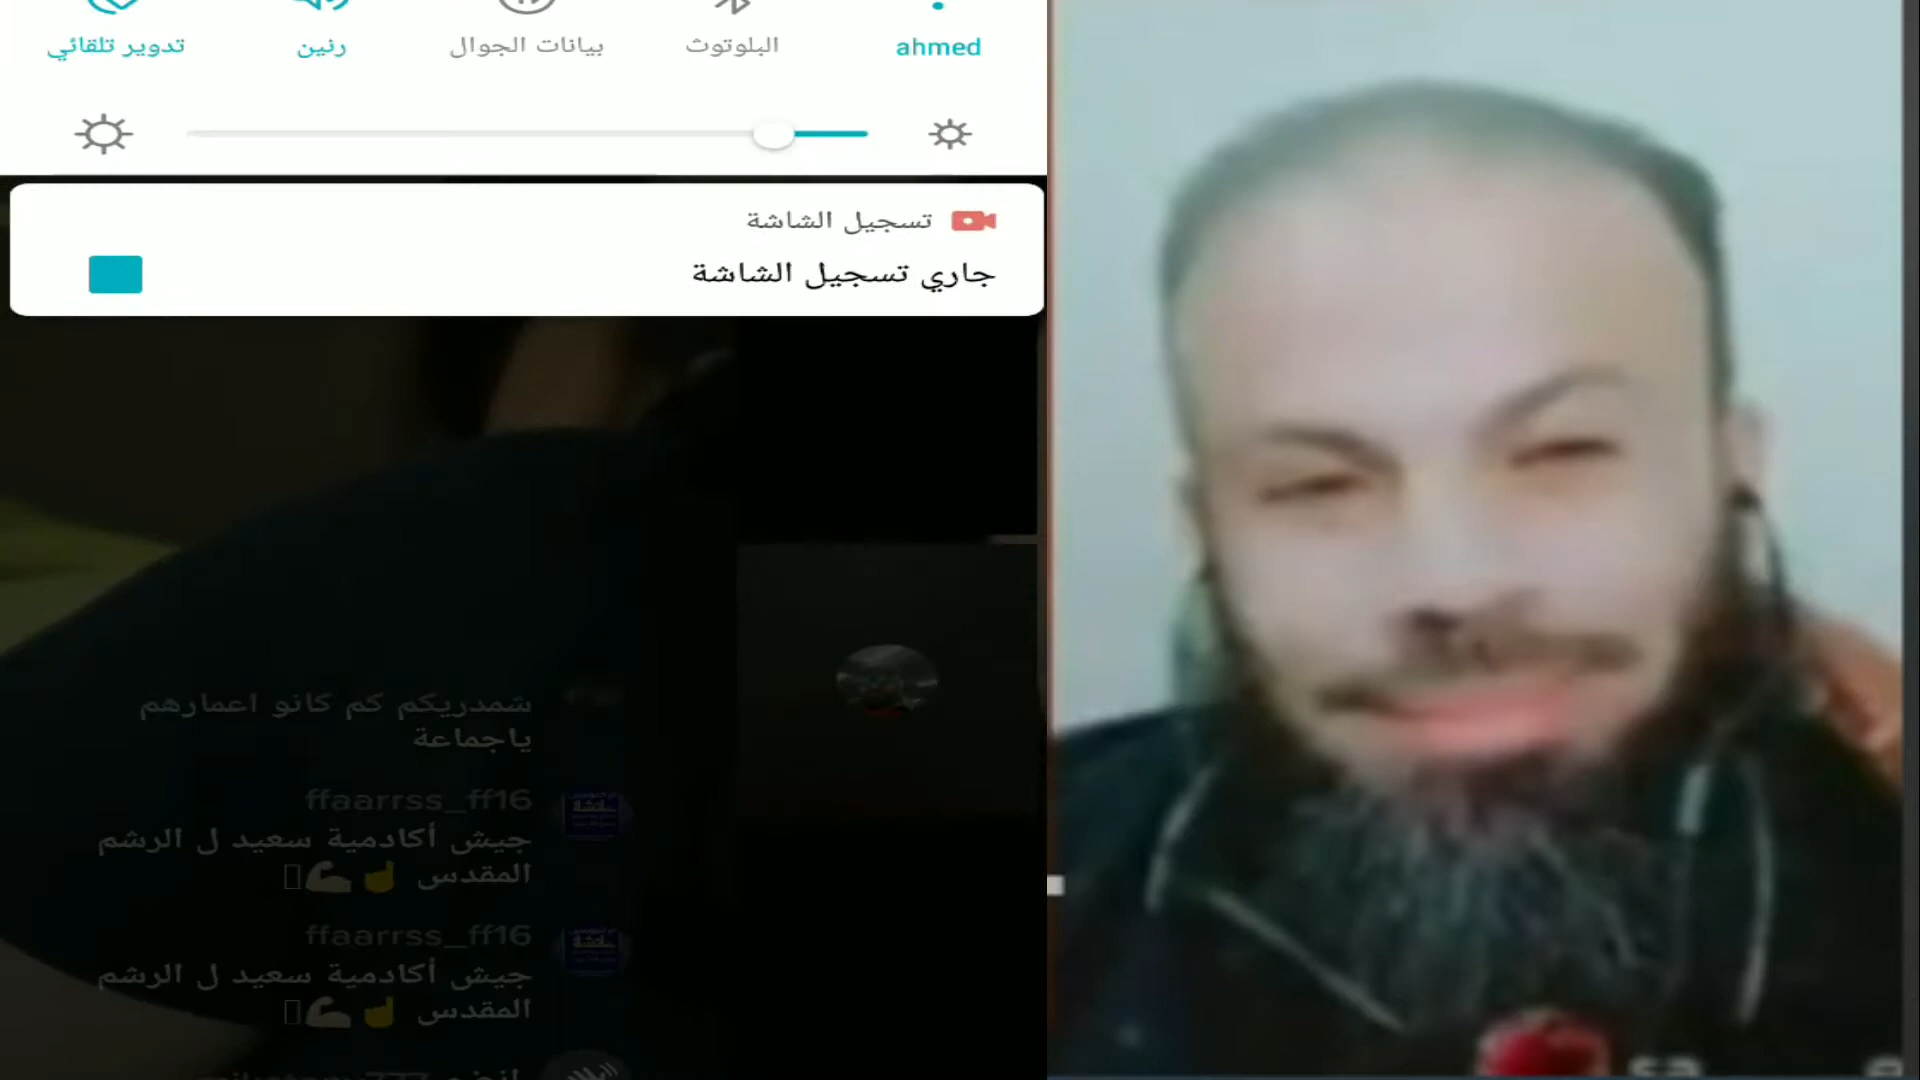 ahmed
البلوتوث
بيانات الجوال
رنين
تدوير تلقائي
تسجيل الشاشة
جاري تسجيل الشاشة
شمدريكم كم كانو اعمارهم
ياجماعة
ffaarrss_ff16
جيش أكادمية سعيد ل الرشم
المقدس ☝️💪
ffaarrss_ff16
جيش أكادمية سعيد ل الرشم
المقدس ☝️💪